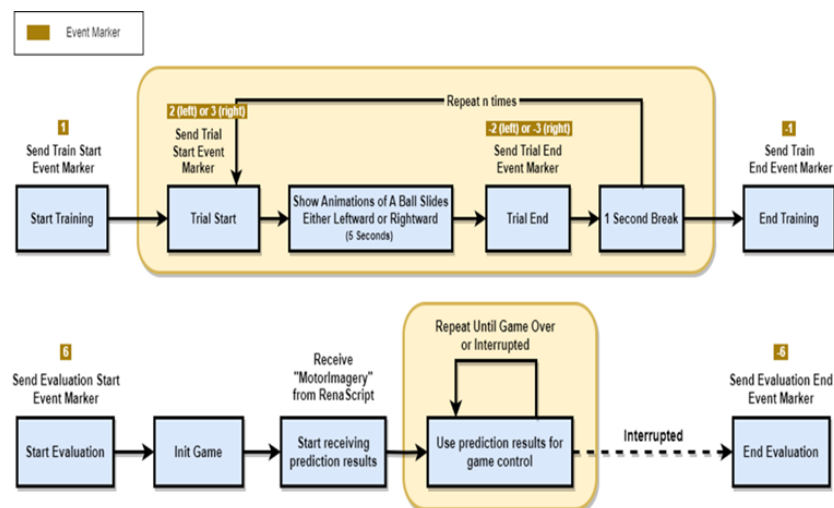 Event Marker
Repeat n times
2 (left) or 3 (right)
Send Trial
Start Event
Marker
-2 (left) or -3 (right)
Send Trial End
Event Marker
1
Send Train Start
Event Marker
-1
Send Train
End Event Marker
Start Training
Trial Start
Show Animations of A Ball Slides
Either Leftward or Rightward
(5 Seconds)
Trial End
1 Second Break
End Training
6
Send Evaluation Start
Event Marker
Receive
"MotorImagery"
from RenaScript
Repeat Until Game Over
or Interrupted
-6
Send Evaluation End
Event Marker
Start Evaluation
Init Game
Start receiving
prediction results
Use prediction results for
game control
Interrupted
End Evaluation